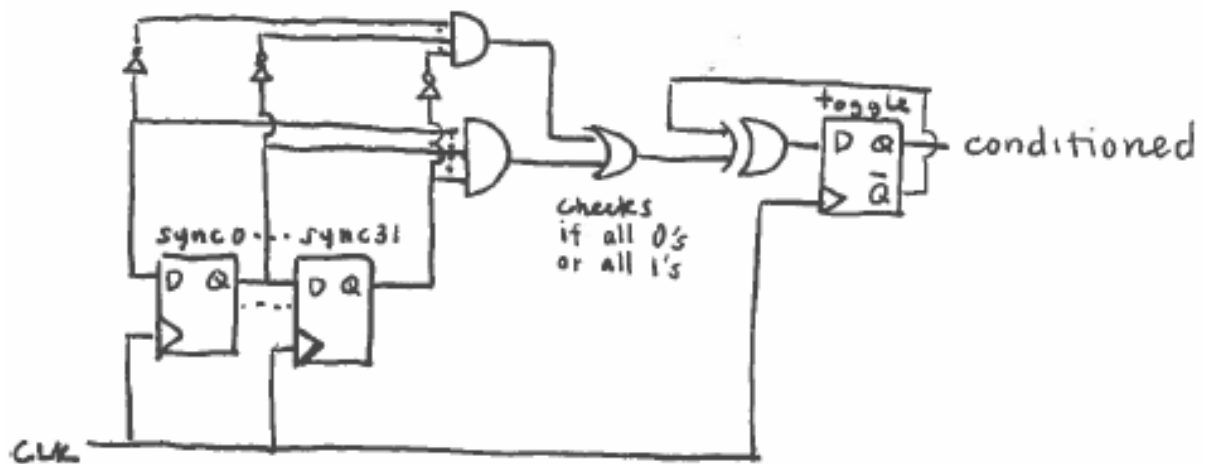 toggle
D Q
Q̅
conditioned
checks
if all 0's
or all 1's
sync0 ··· sync31
D Q
D Q
CLK